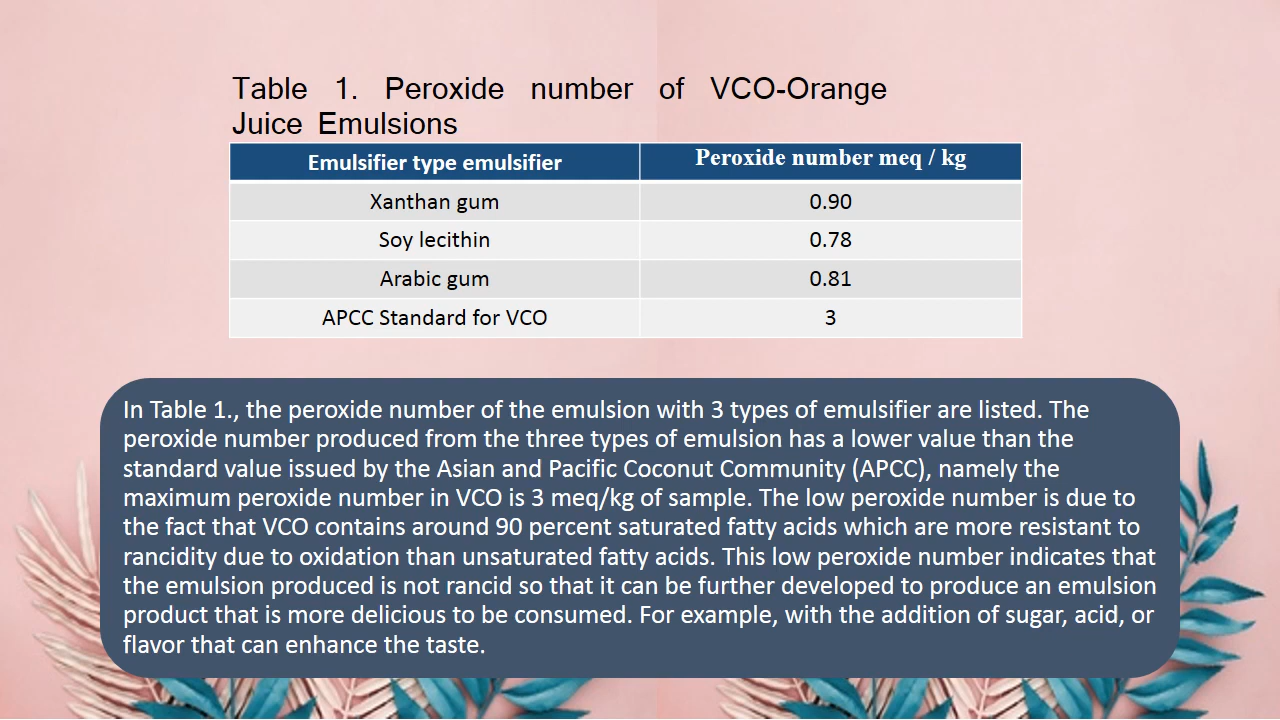 Table 1. Peroxide number of VCO-Orange
Juice Emulsions
Emulsifier type emulsifier Peroxide number meq / kg
Xanthan gum 0.90
Soy lecithin 0.78
Arabic gum 0.81
APCC Standard for VCO 3
In Table 1., the peroxide number of the emulsion with 3 types of emulsifier are listed. The
peroxide number produced from the three types of emulsion has a lower value than the
standard value issued by the Asian and Pacific Coconut Community (APCC), namely the
maximum peroxide number in VCO is 3 meq/kg of sample. The low peroxide number is due to
the fact that VCO contains around 90 percent saturated fatty acids which are more resistant to
rancidity due to oxidation than unsaturated fatty acids. This low peroxide number indicates that
the emulsion produced is not rancid so that it can be further developed to produce an emulsion
product that is more delicious to be consumed. For example, with the addition of sugar, acid, or
flavor that can enhance the taste.